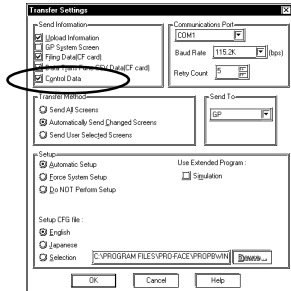 Transfer Settings
Send Information
Upload Information
GP System Screen
Filing Data(CF card)
Data(CF card)
Control Data
Communications Port
COM1
Baud Rate 115.2K (bps)
Retry Count 5
Transfer Method
Send All Screens
Automatically Send Changed Screens
Send User Selected Screens
Send To
GP
Setup
Automatic Setup
Force System Setup
Do NOT Perform Setup
Use Extended Program :
Simulation
Setup CFG file :
English
Japanese
Selection C:\PROGRAM FILES\PRO-FACE\PROPBWIN\ Browse...
OK Cancel Help